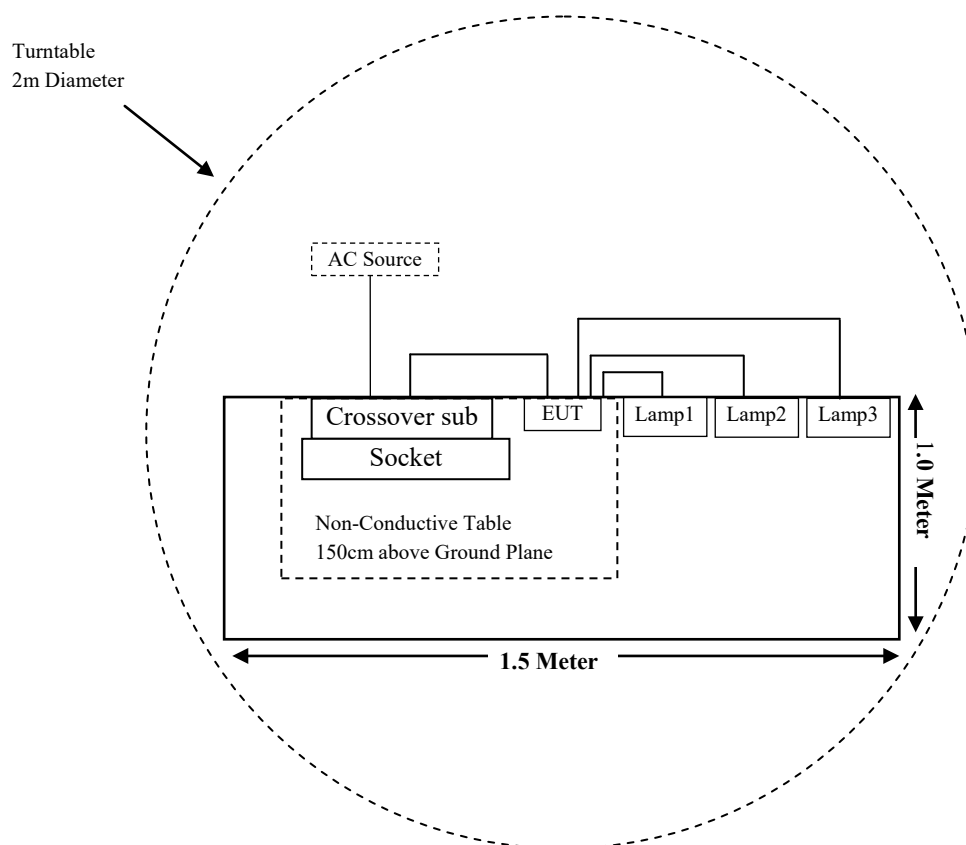 Turntable
2m Diameter
AC Source
Crossover sub
EUT
Lamp1
Lamp2
Lamp3
Socket
Non-Conductive Table
150cm above Ground Plane
1.0 Meter
1.5 Meter